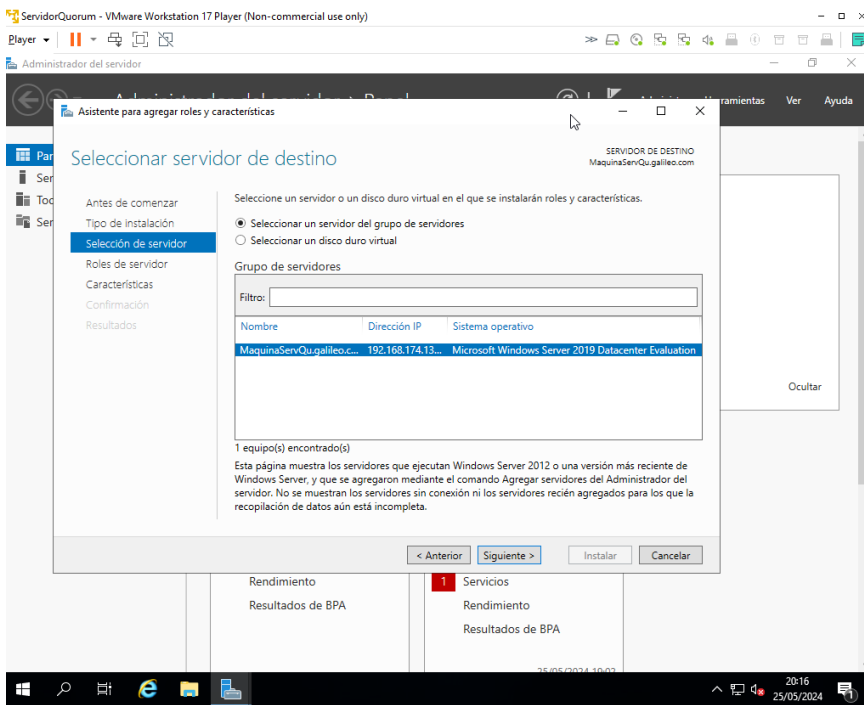 ServidorQuorum - VMware Workstation 17 Player (Non-commercial use only)
Player
Administrador del servidor
Ver
Ayuda
Asistente para agregar roles y características
Seleccionar servidor de destino
SERVIDOR DE DESTINO
MaquinaServQu.galileo.com
Antes de comenzar
Tipo de instalación
Selección de servidor
Roles de servidor
Características
Confirmación
Resultados
Seleccione un servidor o un disco duro virtual en el que se instalarán roles y características.
Seleccionar un servidor del grupo de servidores
Seleccionar un disco duro virtual
Grupo de servidores
Filtro:
Nombre Dirección IP Sistema operativo
MaquinaServQu.galileo.c... 192.168.174.13... Microsoft Windows Server 2019 Datacenter Evaluation
1 equipo(s) encontrado(s)
Esta página muestra los servidores que ejecutan Windows Server 2012 o una versión más reciente de
Windows Server, y que se agregaron mediante el comando Agregar servidores del Administrador del
servidor. No se muestran los servidores sin conexión ni los servidores recién agregados para los que la
recopilación de datos aún está incompleta.
< Anterior
Siguiente >
Instalar
Cancelar
Ocultar
Rendimiento
Resultados de BPA
1 Servicios
Rendimiento
Resultados de BPA
25/05/2024 19:02
20:16
25/05/2024
1